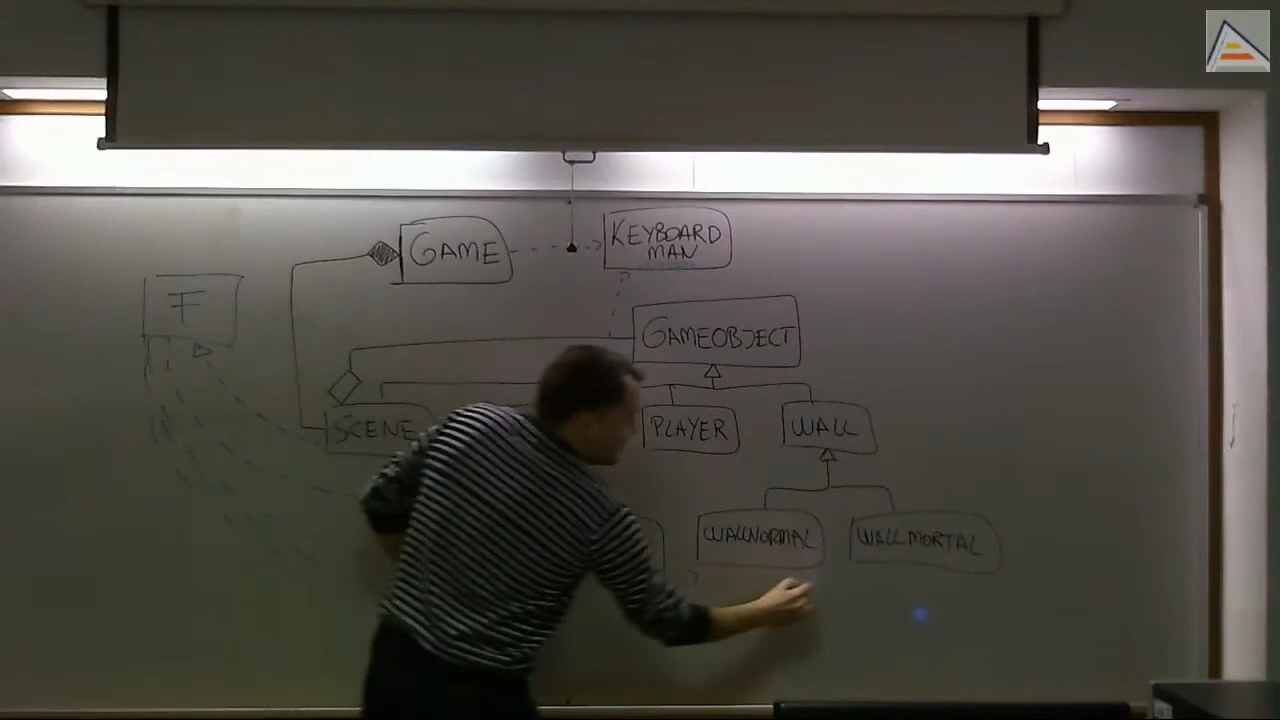 GAME
KEYBOARD
MAN
F
GAMEOBJECT
SCENE
PLAYER
WALL
WALLNORMAL
WALLMORTAL